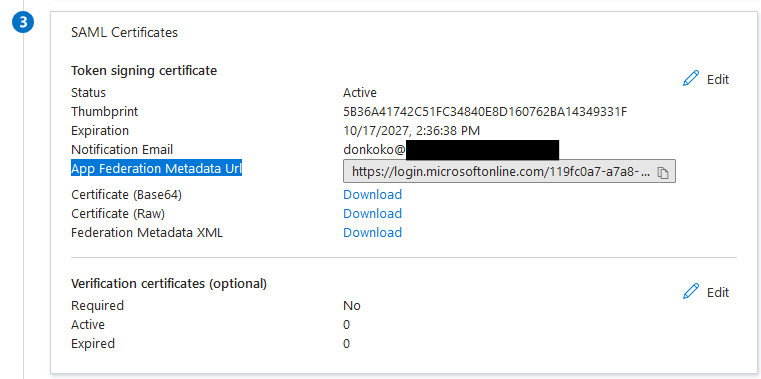 3
SAML Certificates
Token signing certificate
Edit
Status Active
Thumbprint 5B36A41742C51FC34840E8D160762BA14349331F
Expiration 10/17/2027, 2:36:38 PM
Notification Email donkoko@
App Federation Metadata Url https://login.microsoftonline.com/119fc0a7-a7a8-...
Certificate (Base64) Download
Certificate (Raw) Download
Federation Metadata XML Download
Verification certificates (optional)
Edit
Required No
Active 0
Expired 0